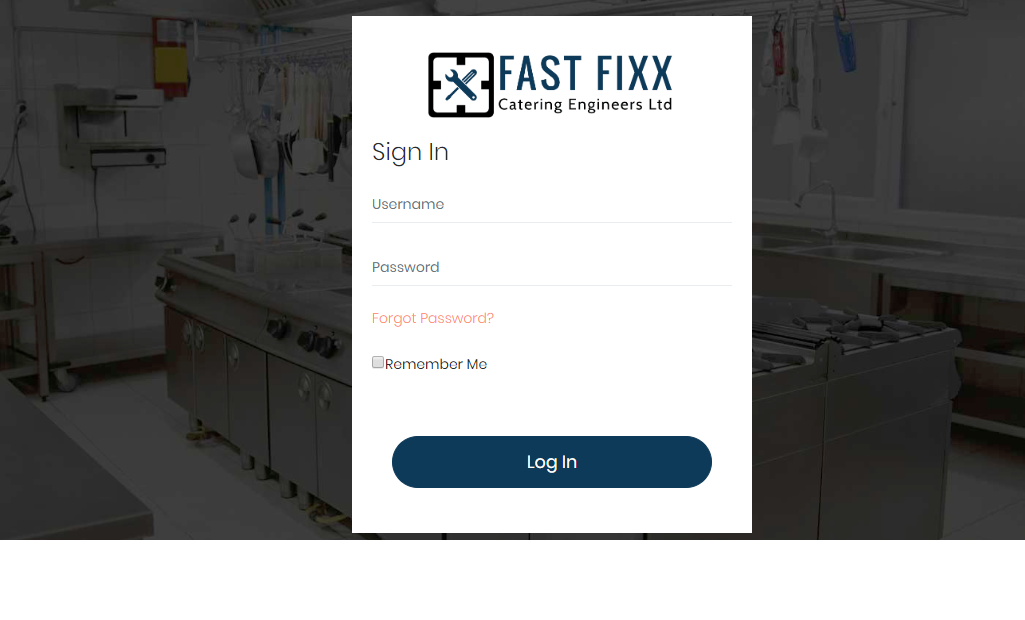 FAST FIXX
Catering Engineers Ltd
Sign In
Username
Password
Forgot Password?
Remember Me
Log In